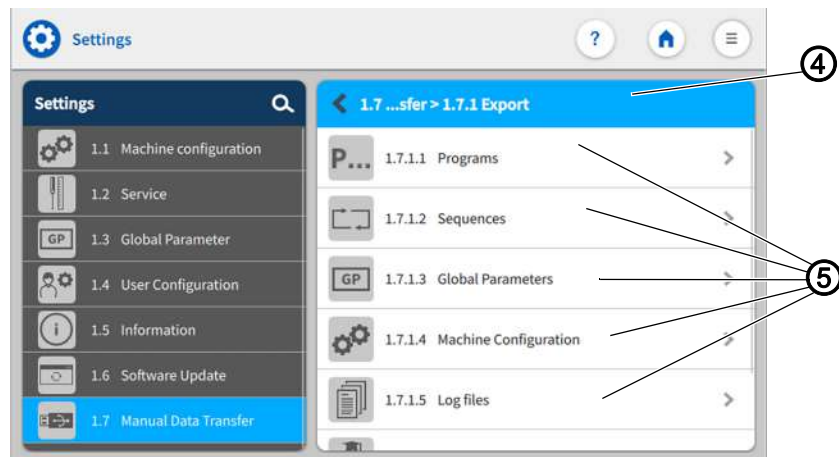 Settings
?
④
Settings
1.7 ...sfer > 1.7.1 Export
1.1 Machine configuration
1.2 Service
GP 1.3 Global Parameter
1.4 User Configuration
i 1.5 Information
1.6 Software Update
1.7 Manual Data Transfer
P... 1.7.1.1 Programs
1.7.1.2 Sequences
GP 1.7.1.3 Global Parameters
1.7.1.4 Machine Configuration
1.7.1.5 Log files
⑤